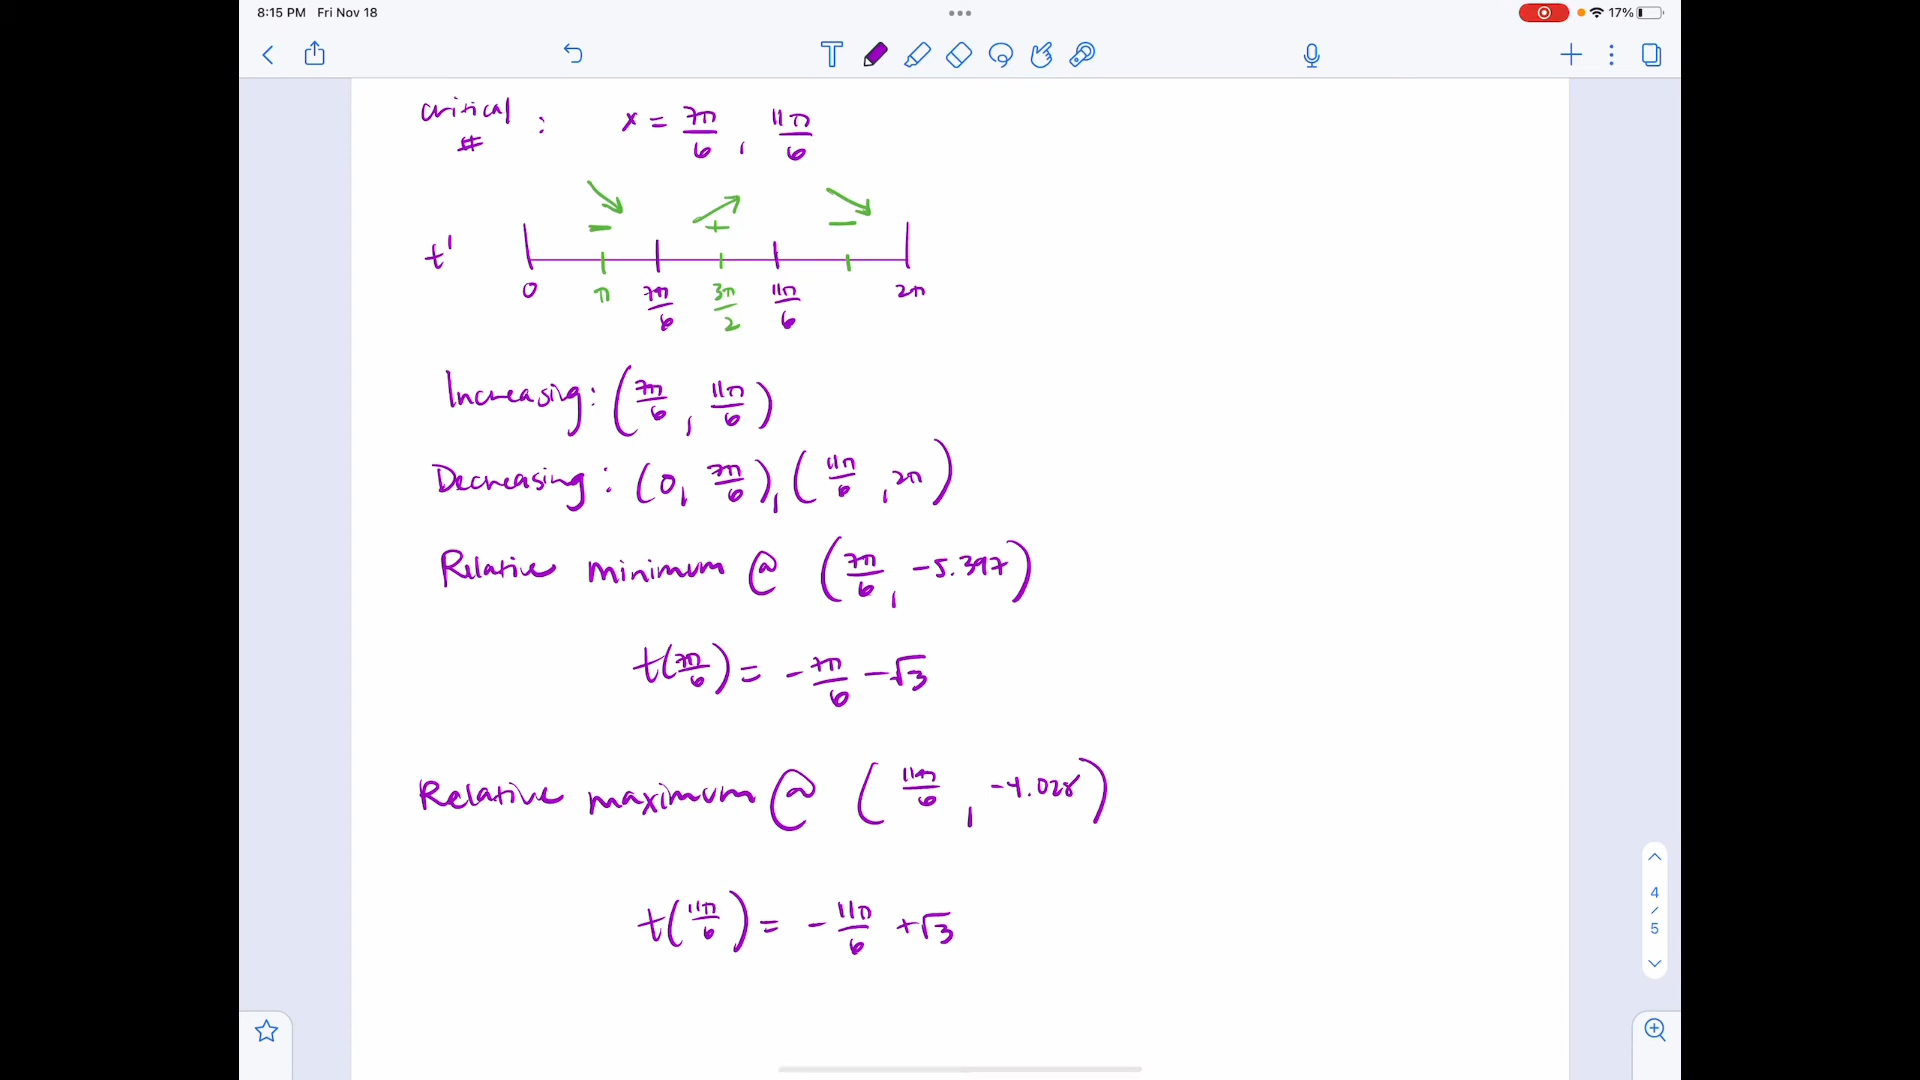 8:15 PM Fri Nov 18
17%
critical # : x = 7π/6, 11π/6
− + −
t'
0 π 7π/6 3π/2 11π/6 2π
Increasing: (7π/6, 11π/6)
Decreasing: (0, 7π/6), (11π/6, 2π)
Relative minimum @ (7π/6, -5.397)
t(7π/6) = -7π/6 - √3
Relative maximum @ (11π/6, -4.028)
t(11π/6) = -11π/6 + √3
4/5